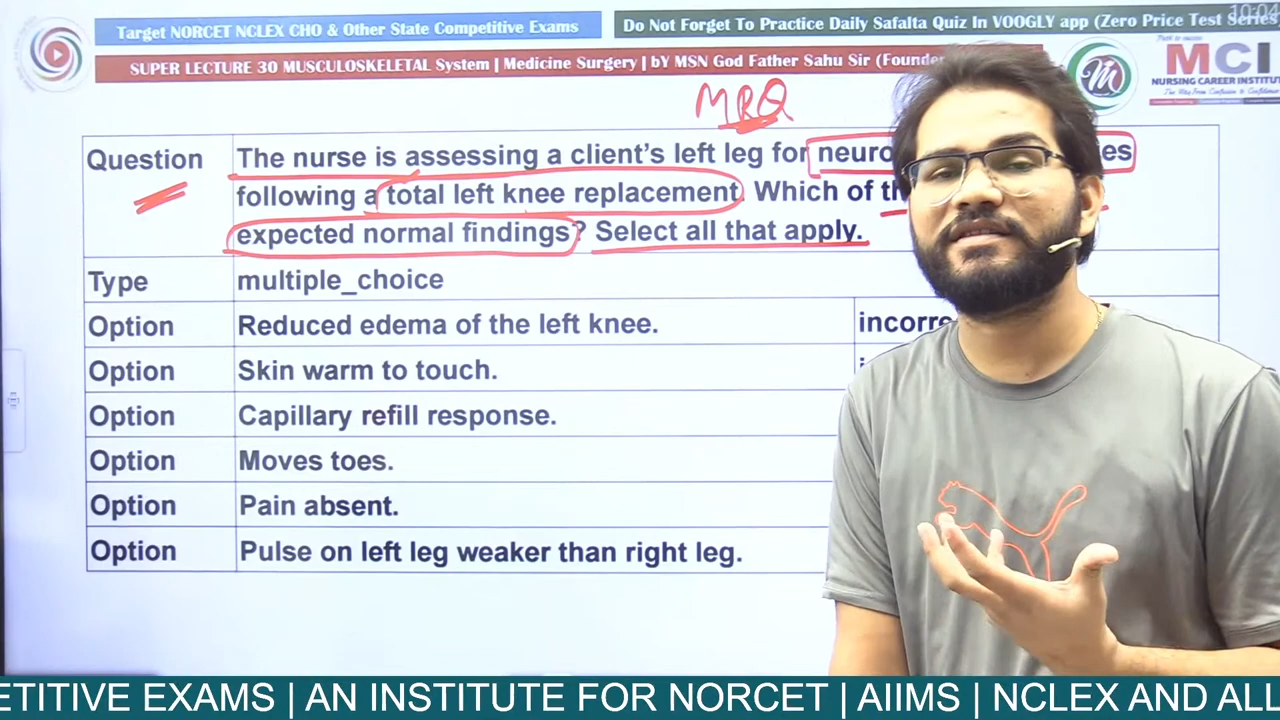 10:04
Target NORCET NCLEX CHO & Other State Competitive Exams
Do Not Forget To Practice Daily Safalta Quiz In VOOGLY app (Zero Price Test Series
SUPER LECTURE 30 MUSCULOSKELETAL System | Medicine Surgery | bY MSN God Father Sahu Sir (Founde
MCI
NURSING CAREER INSTITU
MRQ
Question The nurse is assessing a client's left leg for neuro es
following a total left knee replacement. Which of th
expected normal findings? Select all that apply.
Type multiple_choice
Option Reduced edema of the left knee. incorre
Option Skin warm to touch.
Option Capillary refill response.
Option Moves toes.
Option Pain absent.
Option Pulse on left leg weaker than right leg.
ETITIVE EXAMS | AN INSTITUTE FOR NORCET | AIIMS | NCLEX AND ALL